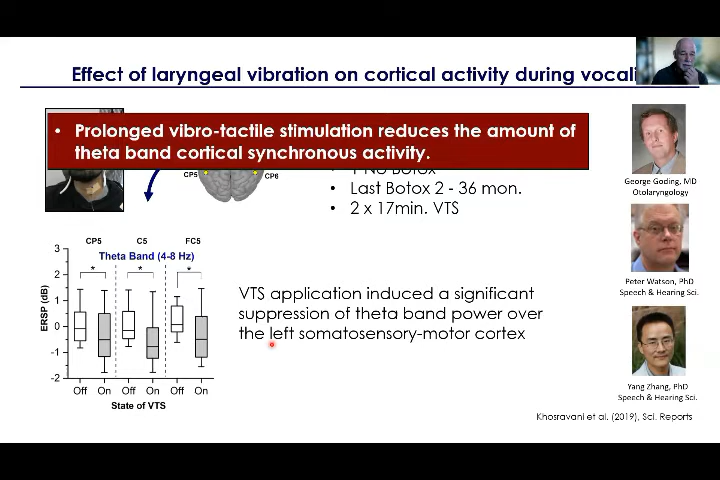 Effect of laryngeal vibration on cortical activity during vocali
• Prolonged vibro-tactile stimulation reduces the amount of
theta band cortical synchronous activity.
CP5
CP6
• 1 No Botox
• Last Botox 2 - 36 mon.
• 2 x 17min. VTS
George Goding, MD
Otolaryngology
CP5 C5 FC5
Theta Band (4-8 Hz)
* * *
ERSP (dB)
3
2
1
0
-1
-2
Off On Off On Off On
State of VTS
VTS application induced a significant
suppression of theta band power over
the left somatosensory-motor cortex
Peter Watson, PhD
Speech & Hearing Sci.
Yang Zhang, PhD
Speech & Hearing Sci.
Khosravani et al. (2019), Sci. Reports